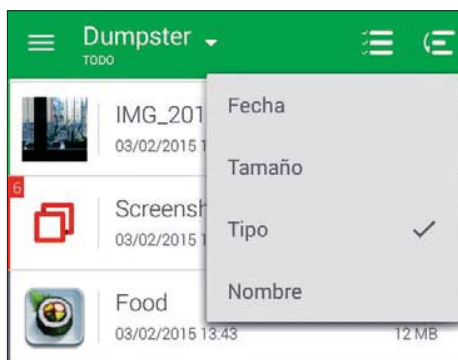 Dumpster
TODO
IMG_201
03/02/2015 1
6
Screensh
03/02/2015 1
Food
03/02/2015 13:43
12 MB
Fecha
Tamaño
Tipo
Nombre